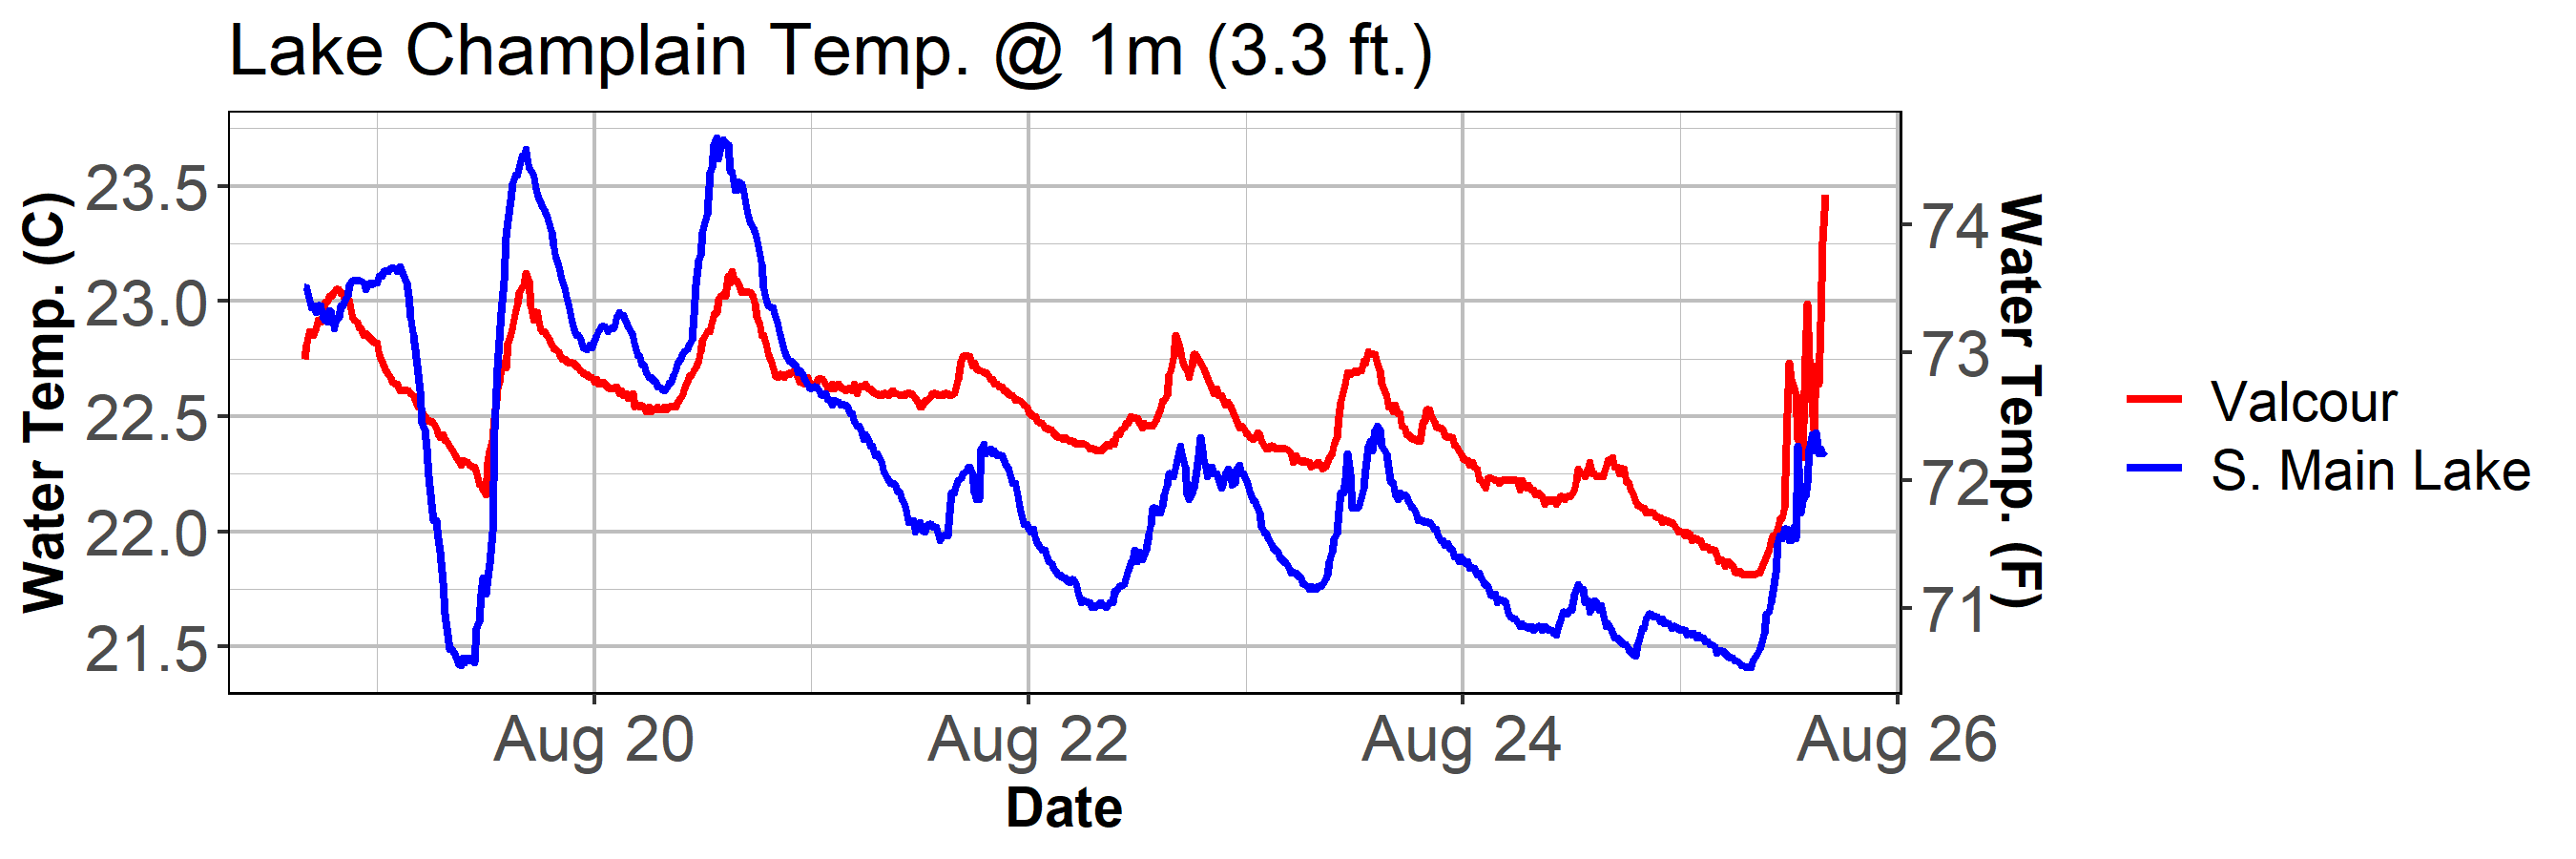 Lake Champlain Temp. @ 1m (3.3 ft.)
Water Temp. (C)
23.5
23.0
22.5
22.0
21.5
74
73
72
71
Water Temp. (F)
Aug 20
Aug 22
Aug 24
Aug 26
Date
Valcour
S. Main Lake